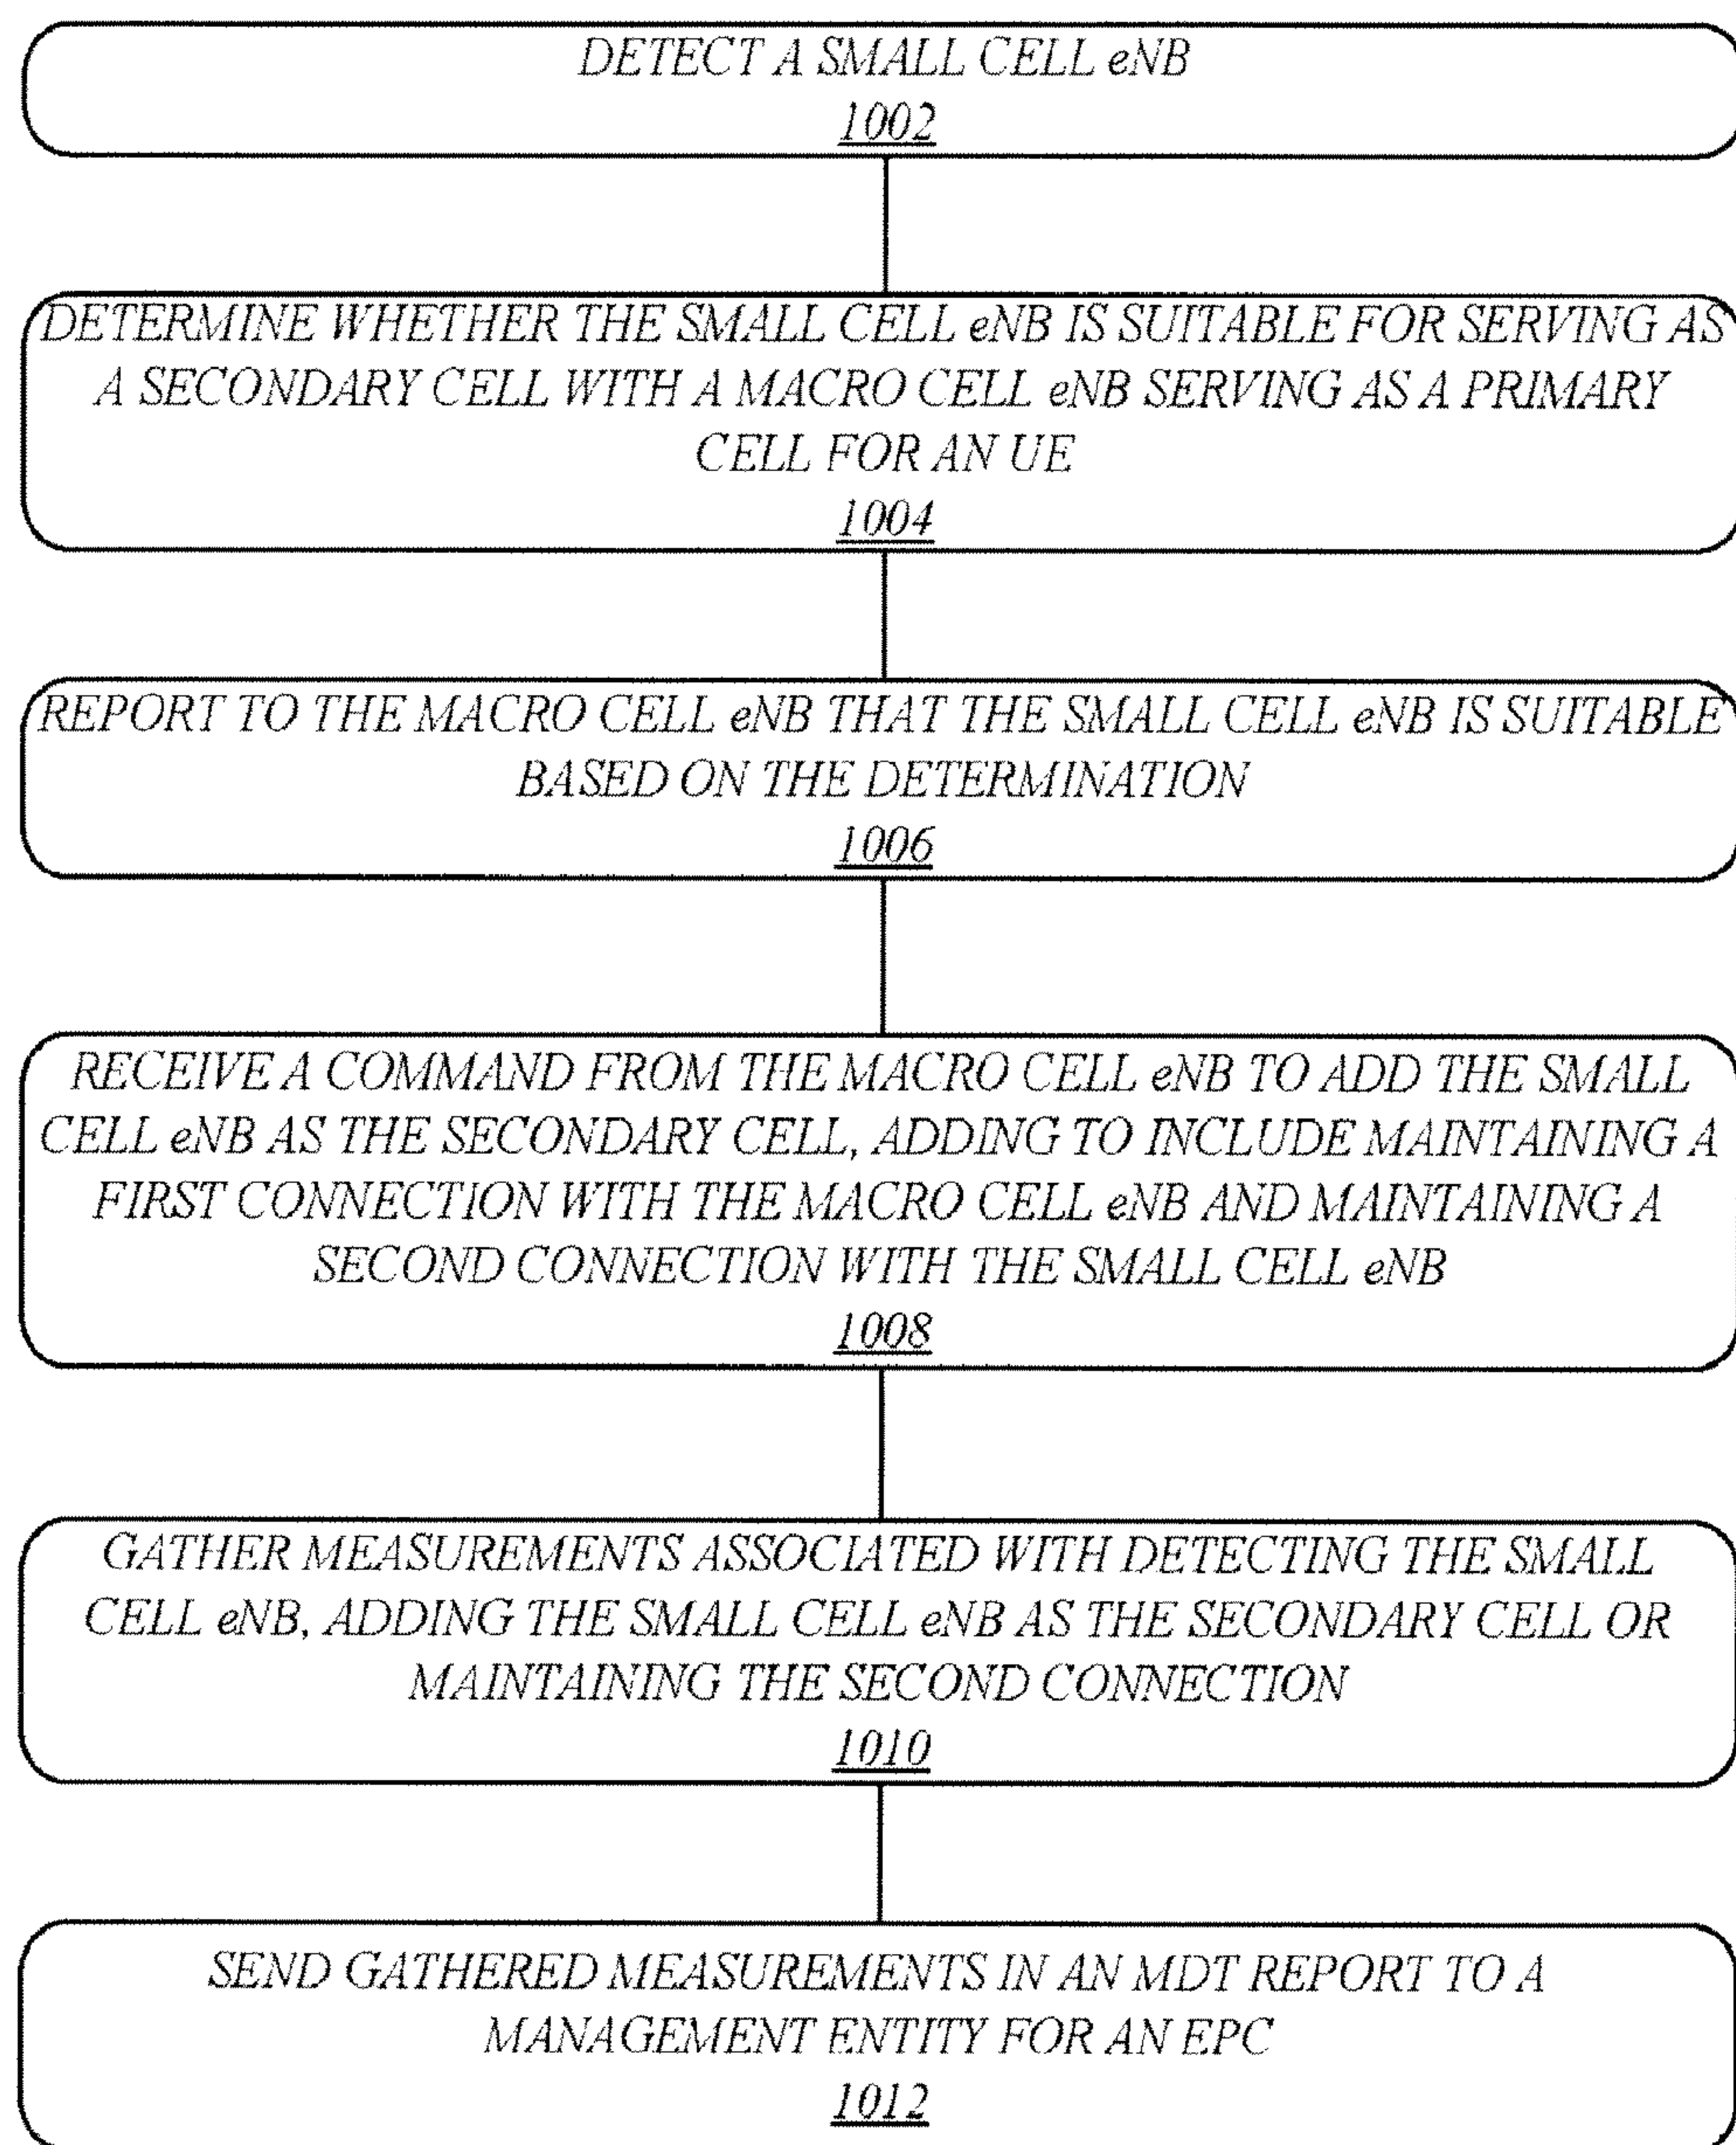 DETECT A SMALL CELL eNB
1002
DETERMINE WHETHER THE SMALL CELL eNB IS SUITABLE FOR SERVING AS
A SECONDARY CELL WITH A MACRO CELL eNB SERVING AS A PRIMARY
CELL FOR AN UE
1004
REPORT TO THE MACRO CELL eNB THAT THE SMALL CELL eNB IS SUITABLE
BASED ON THE DETERMINATION
1006
RECEIVE A COMMAND FROM THE MACRO CELL eNB TO ADD THE SMALL
CELL eNB AS THE SECONDARY CELL, ADDING TO INCLUDE MAINTAINING A
FIRST CONNECTION WITH THE MACRO CELL eNB AND MAINTAINING A
SECOND CONNECTION WITH THE SMALL CELL eNB
1008
GATHER MEASUREMENTS ASSOCIATED WITH DETECTING THE SMALL
CELL eNB, ADDING THE SMALL CELL eNB AS THE SECONDARY CELL OR
MAINTAINING THE SECOND CONNECTION
1010
SEND GATHERED MEASUREMENTS IN AN MDT REPORT TO A
MANAGEMENT ENTITY FOR AN EPC
1012